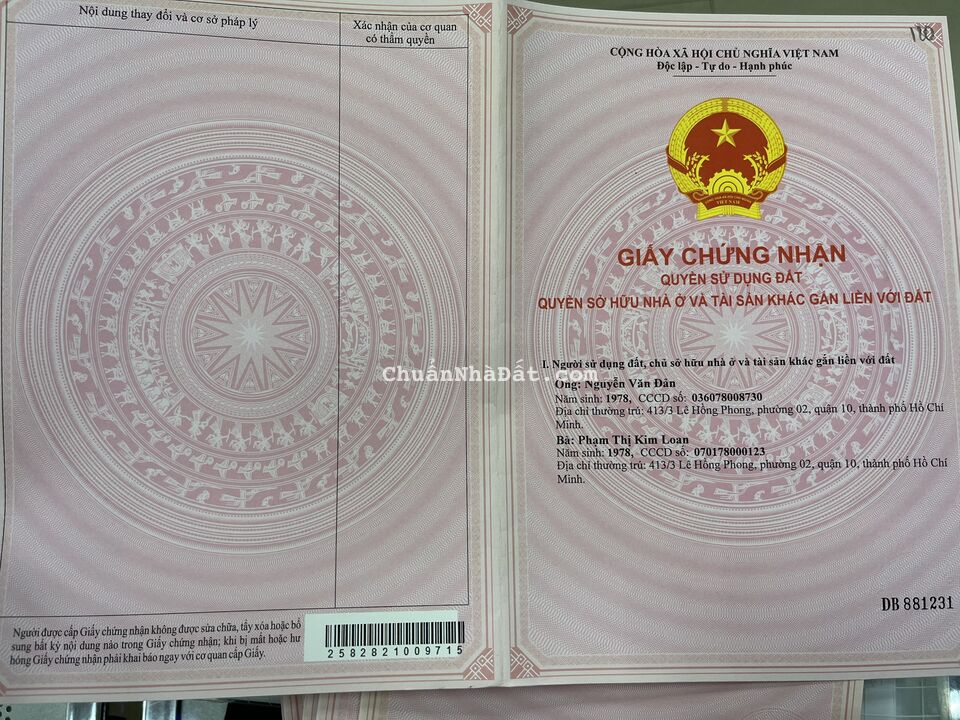 Nội dung thay đổi và cơ sở pháp lý
Xác nhận của cơ quan
có thẩm quyền
Người được cấp Giấy chứng nhận không được sửa chữa, tẩy xóa hoặc bổ
sung bất kỳ nội dung nào trong Giấy chứng nhận; khi bị mất hoặc hư
hỏng Giấy chứng nhận phải khai báo ngay với cơ quan cấp Giấy.
2582821009715
CỘNG HÒA XÃ HỘI CHỦ NGHĨA VIỆT NAM
Độc lập - Tự do - Hạnh phúc
VIỆT NAM
GIẤY CHỨNG NHẬN
QUYỀN SỬ DỤNG ĐẤT
QUYỀN SỞ HỮU NHÀ Ở VÀ TÀI SẢN KHÁC GẮN LIỀN VỚI ĐẤT
I. Người sử dụng đất, chủ sở hữu nhà ở và tài sản khác gắn liền với đất
ChuẩnNhàĐất.com
Ông: Nguyễn Văn Đản
Năm sinh: 1978, CCCD số: 036078008730
Địa chỉ thường trú: 413/3 Lê Hồng Phong, phường 02, quận 10, thành phố Hồ Chí
Minh.
Bà: Phạm Thị Kim Loan
Năm sinh: 1978, CCCD số: 070178000123
Địa chỉ thường trú: 413/3 Lê Hồng Phong, phường 02, quận 10, thành phố Hồ Chí
Minh.
DB 881231